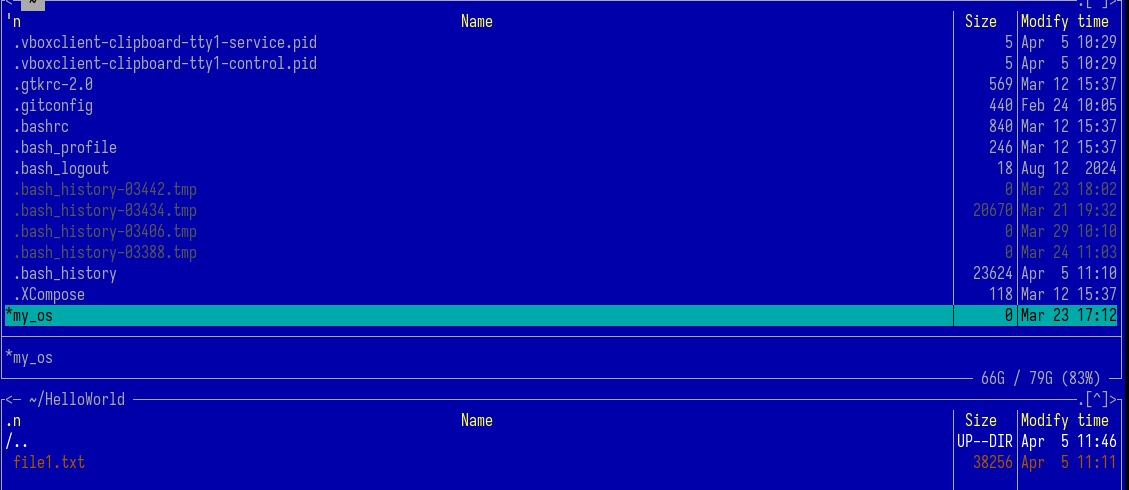 <─ ~ .[^]>
'n Name Size Modify time
.vboxclient-clipboard-tty1-service.pid 5 Apr 5 10:29
.vboxclient-clipboard-tty1-control.pid 5 Apr 5 10:29
.gtkrc-2.0 569 Mar 12 15:37
.gitconfig 440 Feb 24 10:05
.bashrc 840 Mar 12 15:37
.bash_profile 246 Mar 12 15:37
.bash_logout 18 Aug 12 2024
.bash_history-03442.tmp 0 Mar 23 18:02
.bash_history-03434.tmp 20670 Mar 21 19:32
.bash_history-03406.tmp 0 Mar 29 10:10
.bash_history-03388.tmp 0 Mar 24 11:03
.bash_history 23624 Apr 5 11:10
.XCompose 118 Mar 12 15:37
*my_os 0 Mar 23 17:12
*my_os
66G / 79G (83%)
<─ ~/HelloWorld .[^]>
.n Name Size Modify time
/.. UP--DIR Apr 5 11:46
file1.txt 38256 Apr 5 11:11